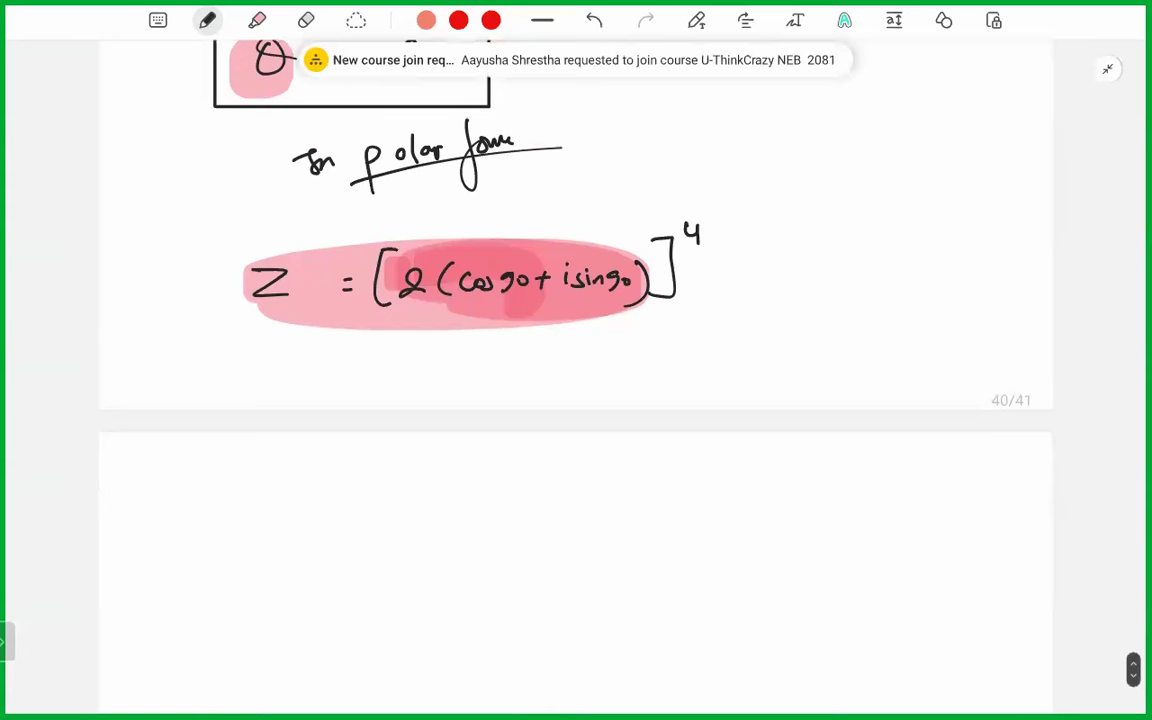 θ
New course join req... Aayusha Shrestha requested to join course U-ThinkCrazy NEB 2081
In polar form
Z = [2(cos90+ isin90)]^4
40/41